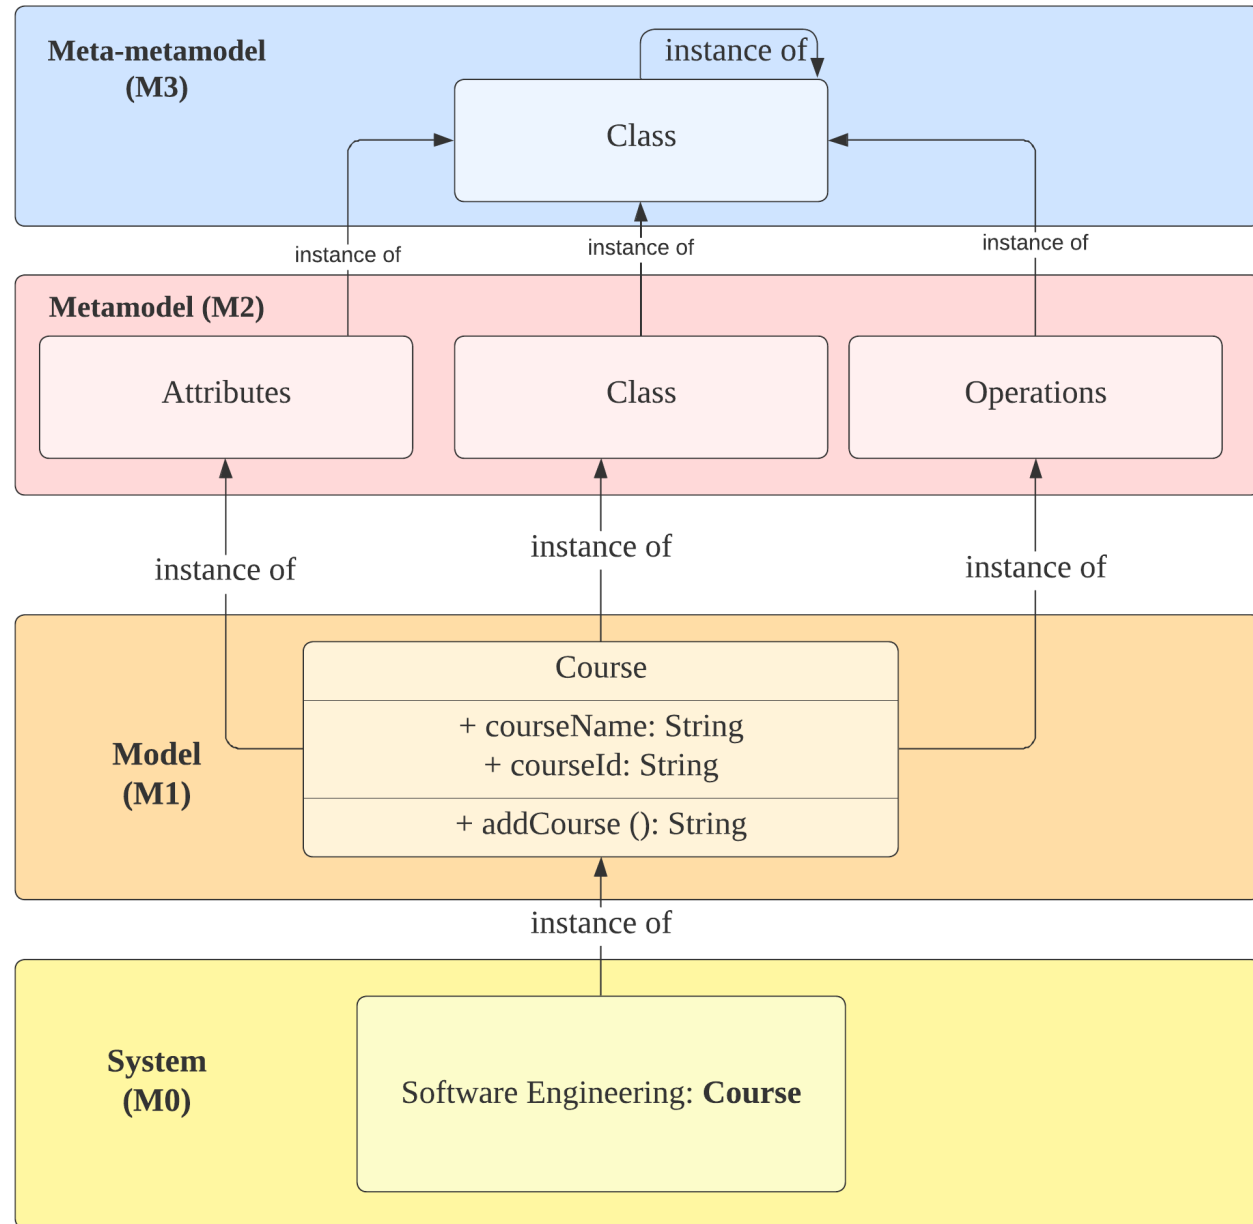 Meta-metamodel
(M3)
instance of
Class
instance of
instance of
instance of
Metamodel (M2)
Attributes
Class
Operations
instance of
instance of
instance of
Course
+ courseName: String
+ courseId: String
+ addCourse (): String
Model
(M1)
instance of
System
(M0)
Software Engineering: Course